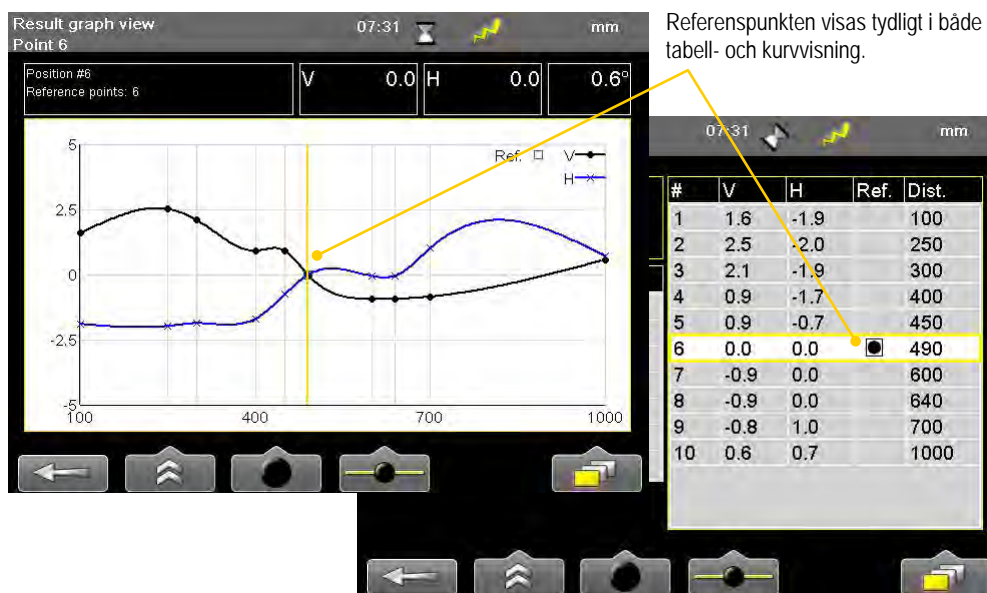 Result graph view
Point 6
07:31
mm
Position #6
Reference points: 6
V 0.0 H 0.0 0.6°
5
2.5
0
-2.5
-5
100 400 700 1000
Ref. V
H
Referenspunkten visas tydligt i både
tabell- och kurvvisning.
07:31
mm
# V H Ref. Dist.
1 1.6 -1.9 100
2 2.5 -2.0 250
3 2.1 -1.9 300
4 0.9 -1.7 400
5 0.9 -0.7 450
6 0.0 0.0 490
7 -0.9 0.0 600
8 -0.9 0.0 640
9 -0.8 1.0 700
10 0.6 0.7 1000